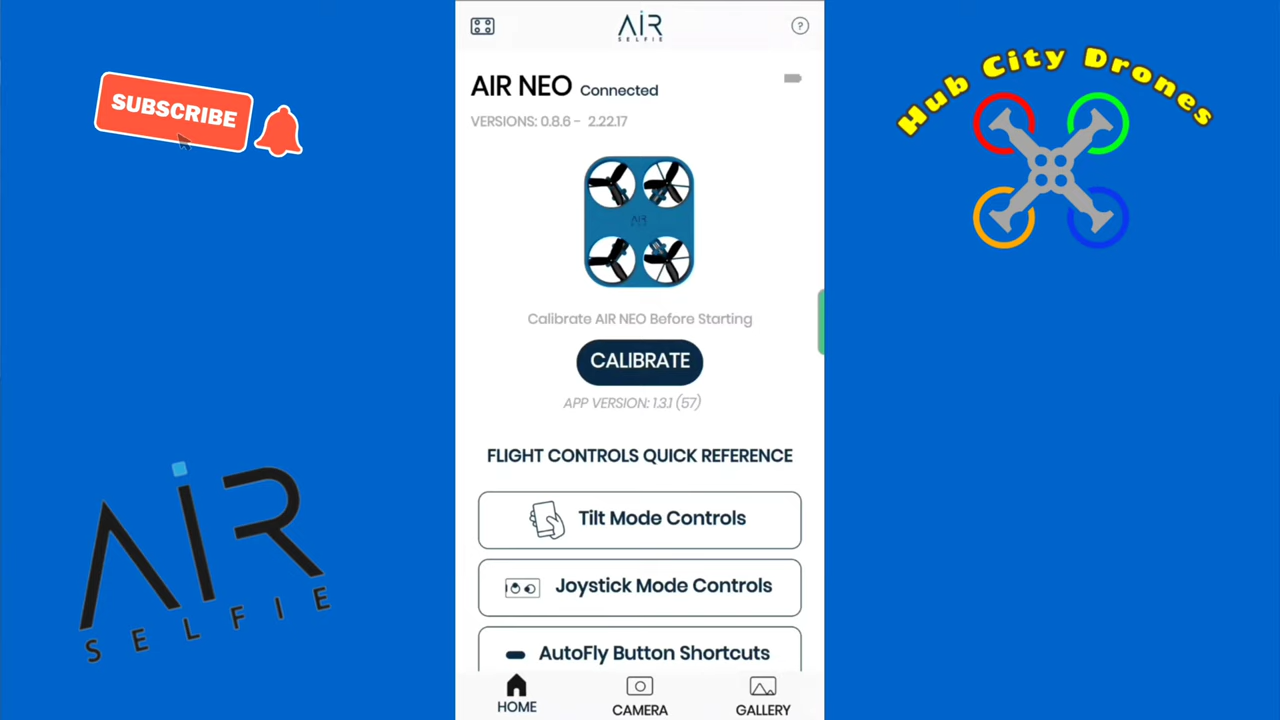 SUBSCRIBE
AIR
SELFIE
Hub City Drones
AIR NEO Connected
VERSIONS: 0.8.6 - 2.22.17
AIR
Calibrate AIR NEO Before Starting
CALIBRATE
APP VERSION: 1.3.1 (57)
FLIGHT CONTROLS QUICK REFERENCE
Tilt Mode Controls
Joystick Mode Controls
AutoFly Button Shortcuts
HOME
CAMERA
GALLERY
AIR
SELFIE